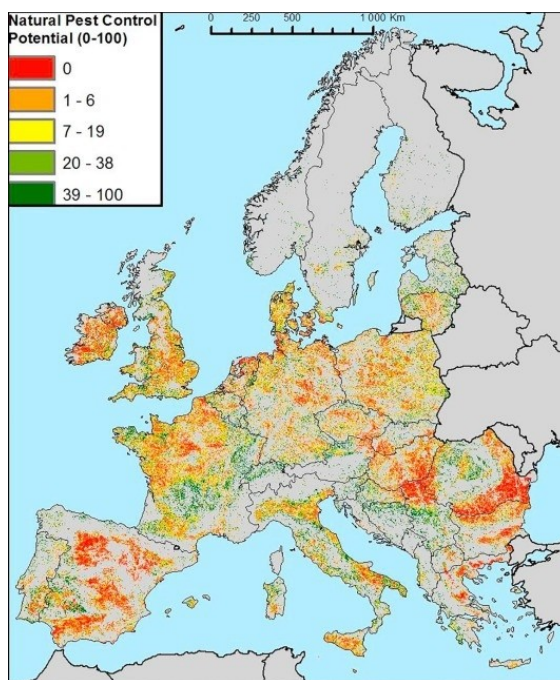 Natural Pest Control
Potential (0-100)
0
1 - 6
7 - 19
20 - 38
39 - 100
0 250 500 1 000 Km